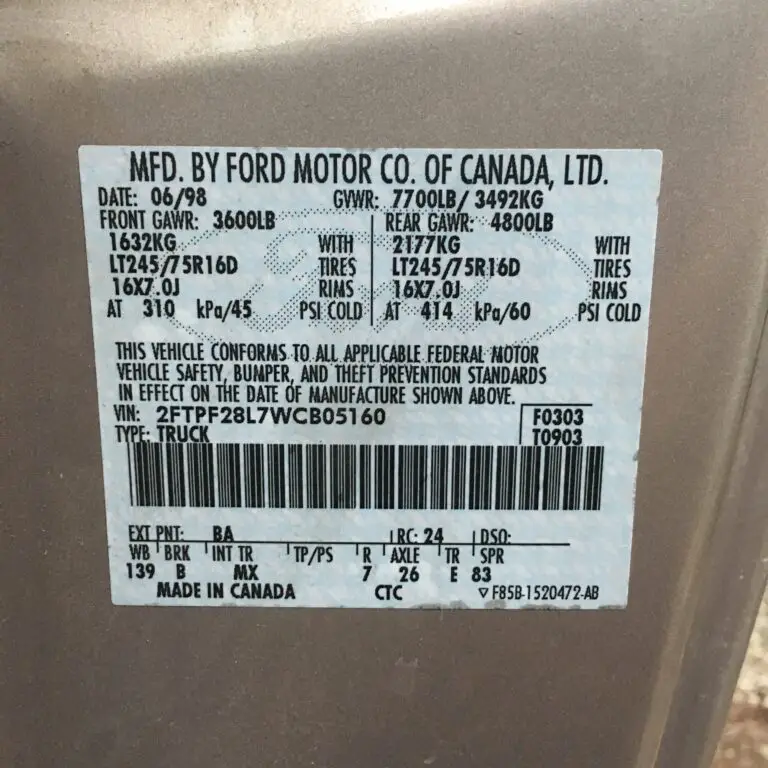 MFD. BY FORD MOTOR CO. OF CANADA, LTD.
DATE: 06/98 GVWR: 7700LB/ 3492KG
FRONT GAWR: 3600LB REAR GAWR: 4800LB
1632KG WITH 2177KG WITH
LT245/75R16D TIRES LT245/75R16D TIRES
16X7.0J RIMS 16X7.0J RIMS
AT 310 kPa/45 PSI COLD AT 414 kPa/60 PSI COLD
THIS VEHICLE CONFORMS TO ALL APPLICABLE FEDERAL MOTOR
VEHICLE SAFETY, BUMPER, AND THEFT PREVENTION STANDARDS
IN EFFECT ON THE DATE OF MANUFACTURE SHOWN ABOVE.
VIN: 2FTPF28L7WCB05160 F0303
TYPE: TRUCK T0903
EXT PNT: BA RC: 24 DSO:
WB BRK INT TR TP/PS R AXLE TR SPR
139 B MX 7 26 E 83
MADE IN CANADA CTC ▽ F85B-1520472-AB